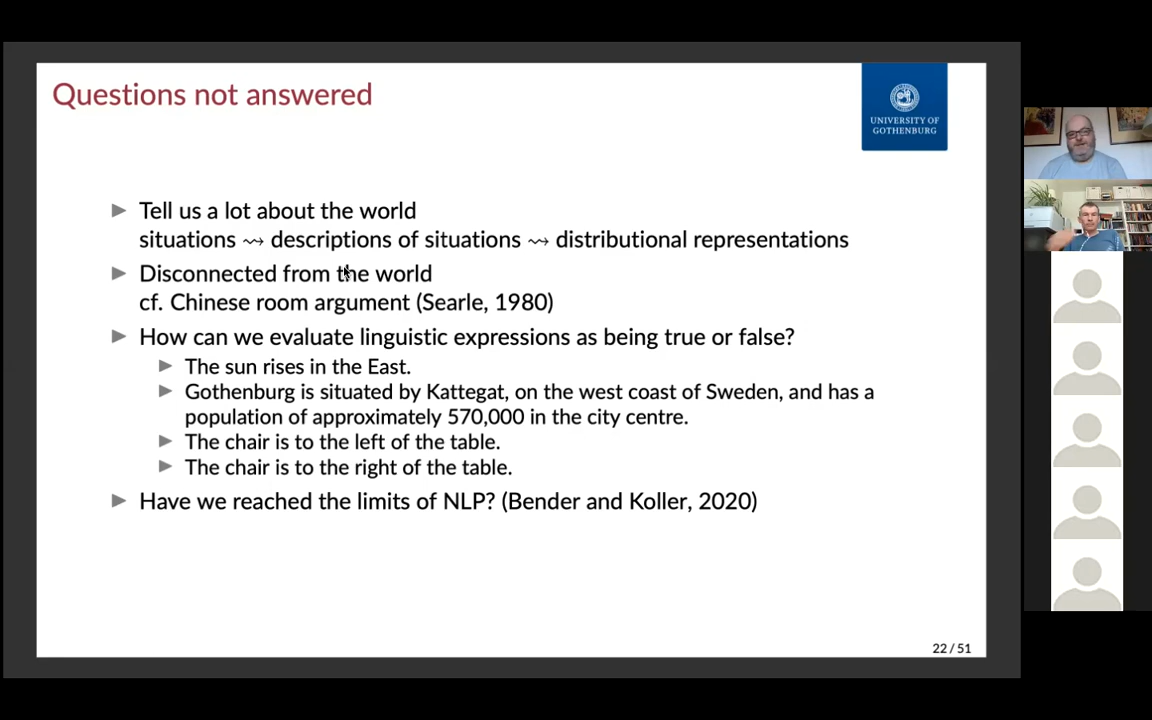 Questions not answered
UNIVERSITY OF
GOTHENBURG
Tell us a lot about the world
situations ⇝ descriptions of situations ⇝ distributional representations
Disconnected from the world
cf. Chinese room argument (Searle, 1980)
How can we evaluate linguistic expressions as being true or false?
The sun rises in the East.
Gothenburg is situated by Kattegat, on the west coast of Sweden, and has a
population of approximately 570,000 in the city centre.
The chair is to the left of the table.
The chair is to the right of the table.
Have we reached the limits of NLP? (Bender and Koller, 2020)
22 / 51